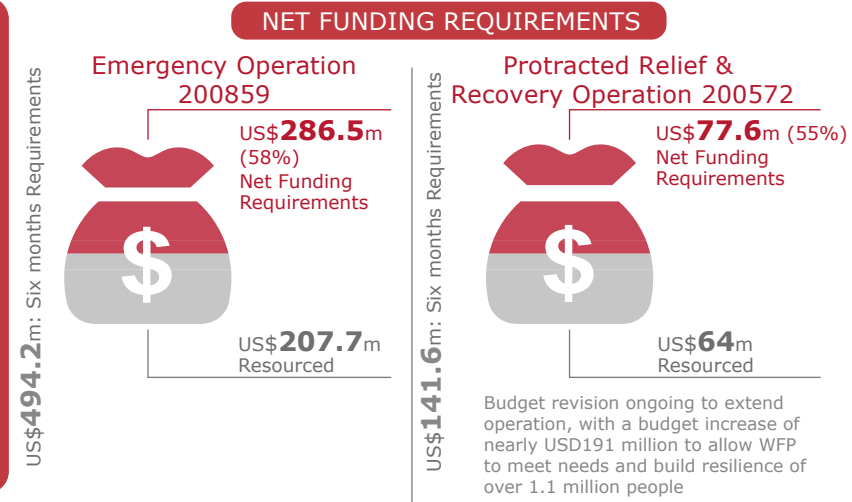 NET FUNDING REQUIREMENTS
US$494.2m: Six months Requirements
Emergency Operation
200859
US$286.5m
(58%)
Net Funding
Requirements
$
US$207.7m
Resourced
US$141.6m: Six months Requirements
Protracted Relief &
Recovery Operation 200572
US$77.6m (55%)
Net Funding
Requirements
$
US$64m
Resourced
Budget revision ongoing to extend
operation, with a budget increase of
nearly USD191 million to allow WFP
to meet needs and build resilience of
over 1.1 million people